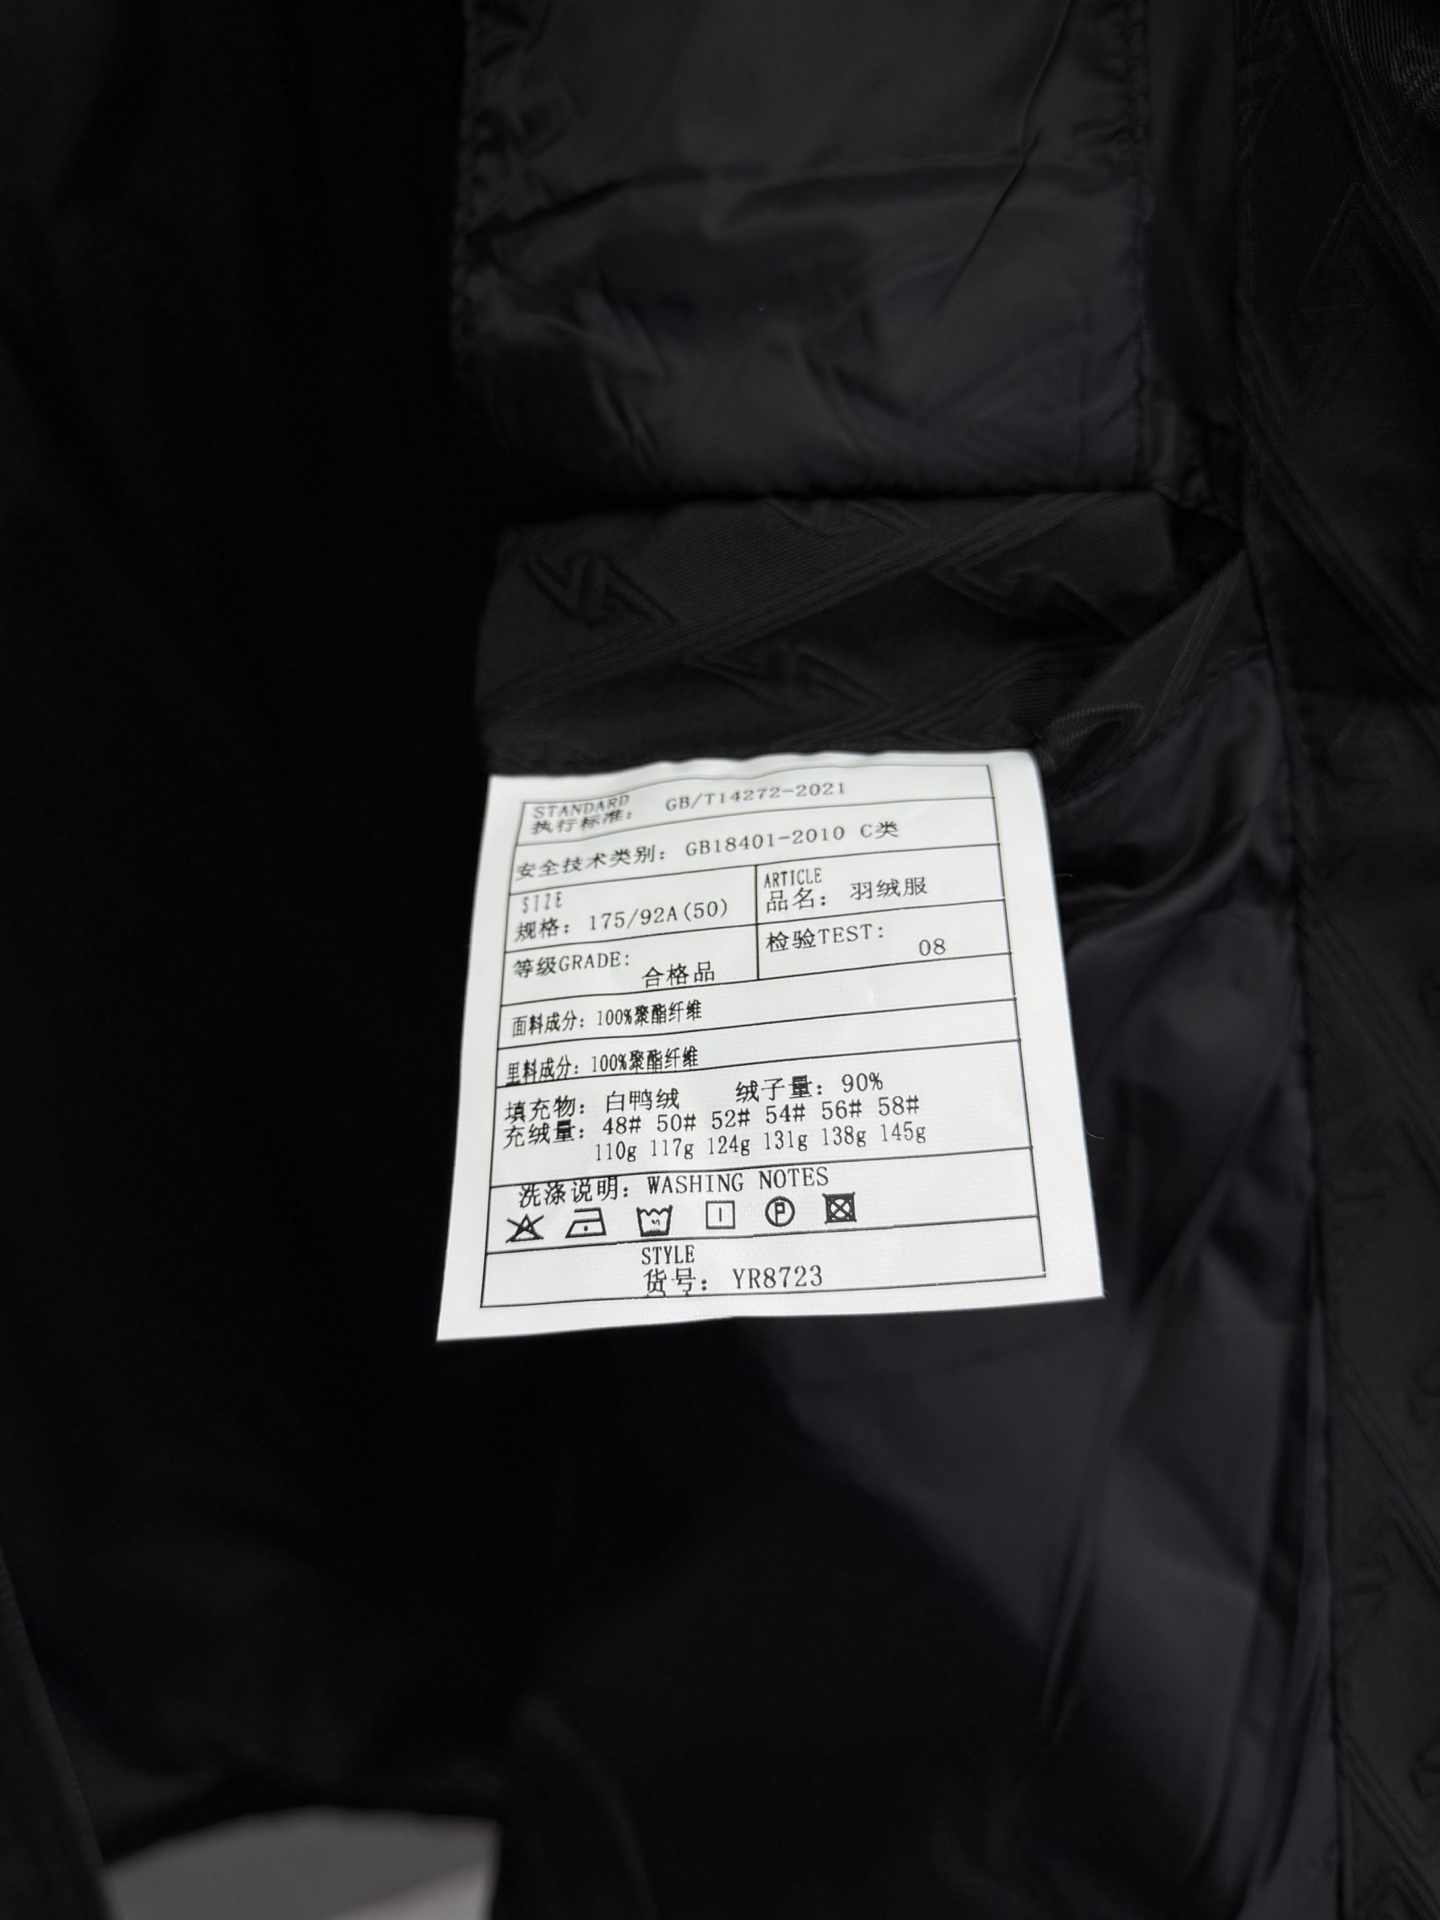 STANDARD
执行标准: GB/T14272-2021
安全技术类别: GB18401-2010 C类
SIZE
规格: 175/92A(50)
ARTICLE
品名: 羽绒服
等级GRADE: 合格品
检验TEST: 08
面料成分: 100%聚酯纤维
里料成分: 100%聚酯纤维
填充物: 白鸭绒 绒子量: 90%
充绒量: 48# 50# 52# 54# 56# 58#
110g 117g 124g 131g 138g 145g
洗涤说明: WASHING NOTES
P
STYLE
货号: YR8723